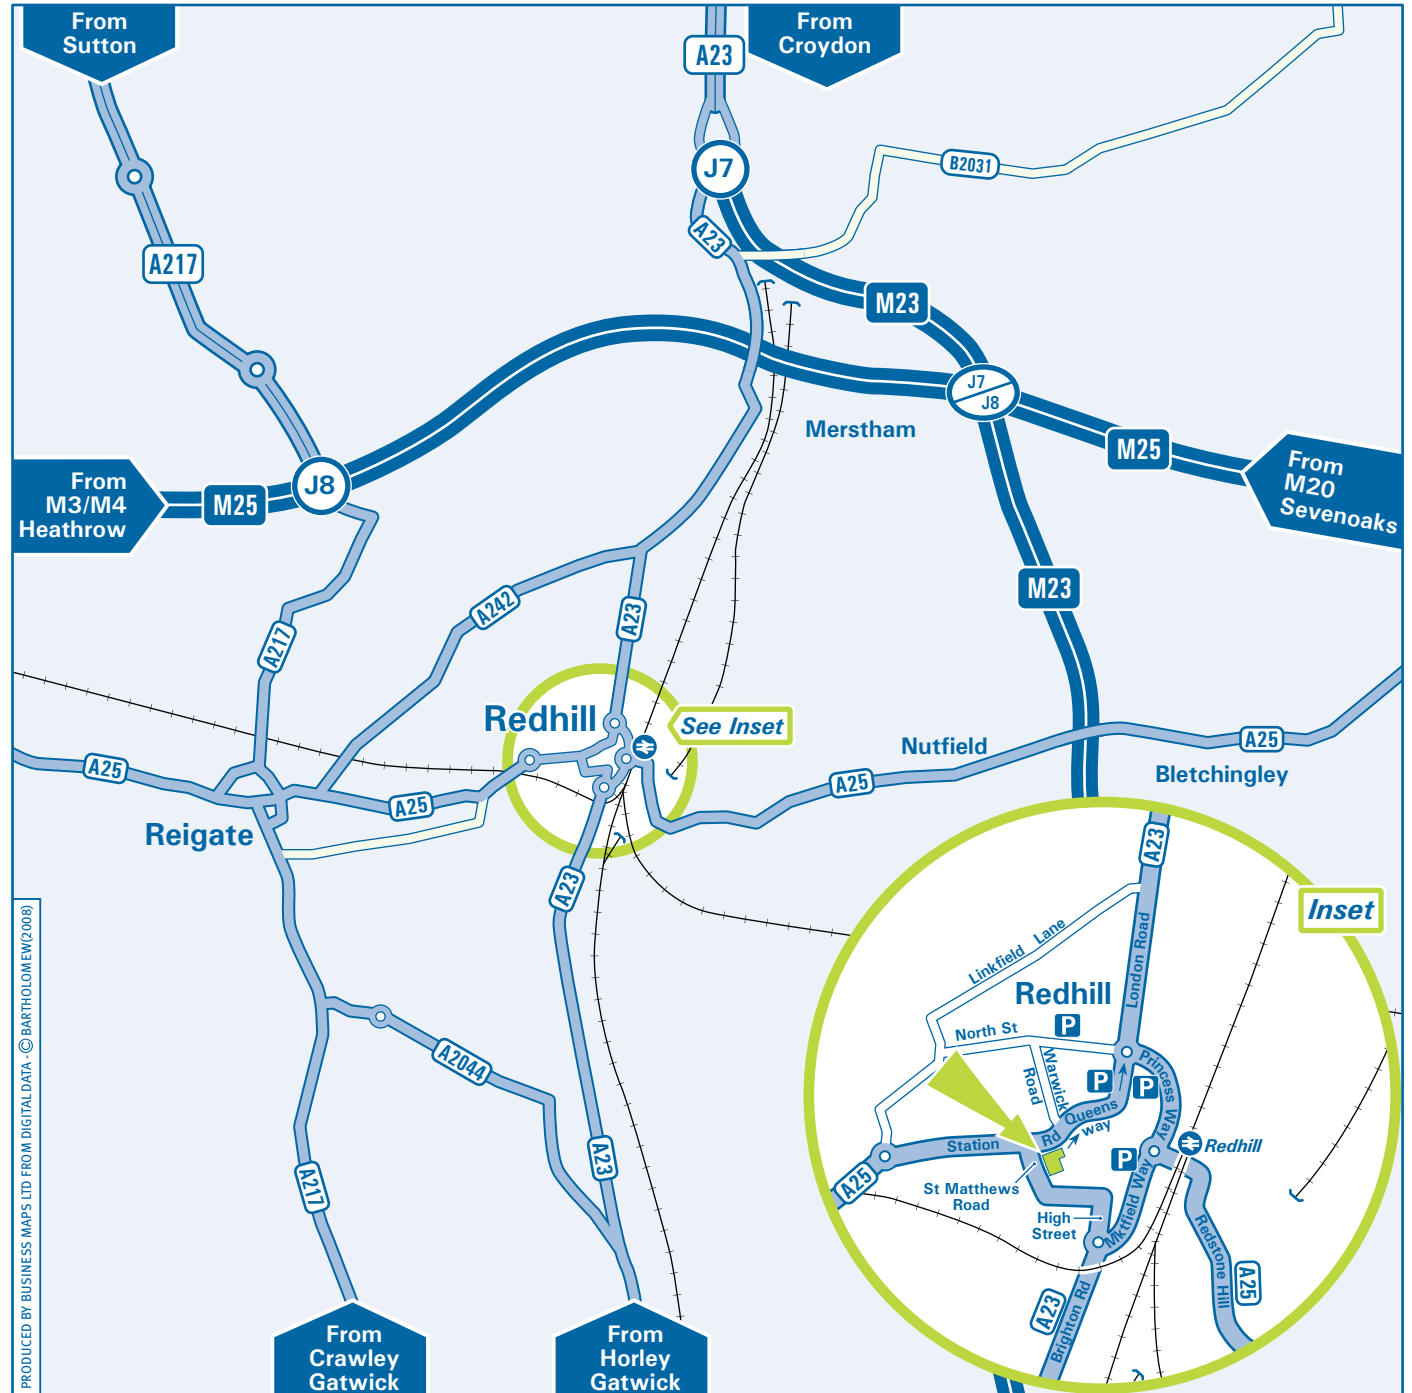 From
Sutton
A23
From
Croydon
J7
B2031
A23
A217
M23
J7
J8
Merstham
M25
From
M3/M4
Heathrow
M25
J8
From
M20
Sevenoaks
M23
A242
A23
A217
Redhill
See Inset
Nutfield
A25
Bletchingley
A25
A25
A25
Reigate
A23
A2044
A217
A23
From
Crawley
Gatwick
From
Horley
Gatwick
PRODUCED BY BUSINESS MAPS LTD FROM DIGITAL DATA - © BARTHOLOMEW(2008)
Inset
A23
London Road
Linkfield Lane
Redhill
P
North St
Warwick
Road
P
P
Princess Way
Queens
way
Station
Rd
P
Redhill
A25
St Matthews
Road
High
Street
Mktfield Way
Redstone Hill
A25
A23
Brighton Rd